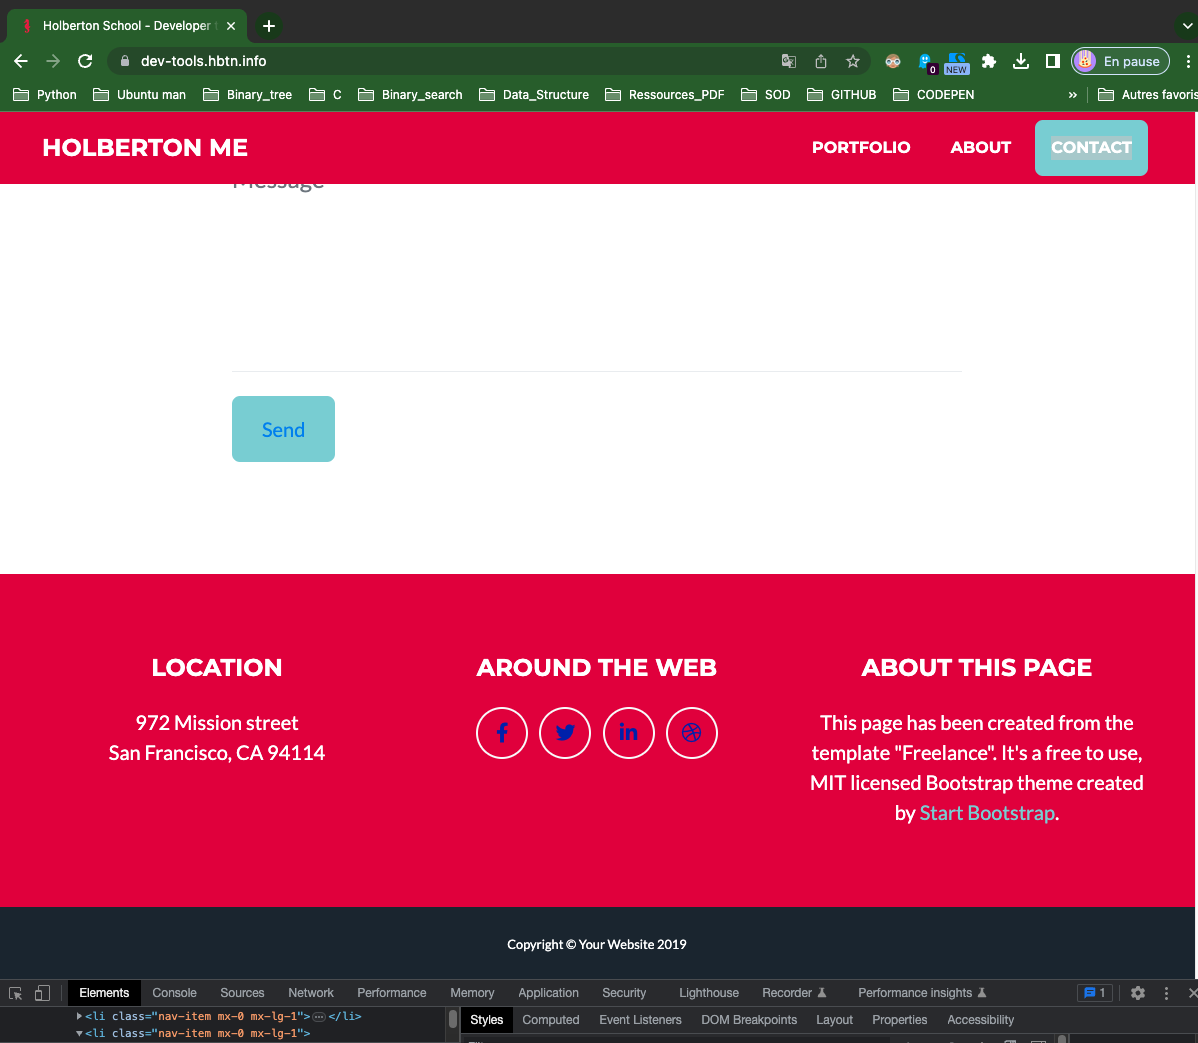 Holberton School - Developer
dev-tools.hbtn.info
0
NEW
En pause
Python
Ubuntu man
Binary_tree
C
Binary_search
Data_Structure
Ressources_PDF
SOD
GITHUB
CODEPEN
»
Autres favoris
HOLBERTON ME
PORTFOLIO
ABOUT
CONTACT
Message
Send
LOCATION
972 Mission street
San Francisco, CA 94114
AROUND THE WEB
ABOUT THIS PAGE
This page has been created from the
template "Freelance". It's a free to use,
MIT licensed Bootstrap theme created
by Start Bootstrap.
Copyright © Your Website 2019
Elements
Console
Sources
Network
Performance
Memory
Application
Security
Lighthouse
Recorder
Performance insights
1
<li class="nav-item mx-0 mx-lg-1">…</li>
<li class="nav-item mx-0 mx-lg-1">
Styles
Computed
Event Listeners
DOM Breakpoints
Layout
Properties
Accessibility